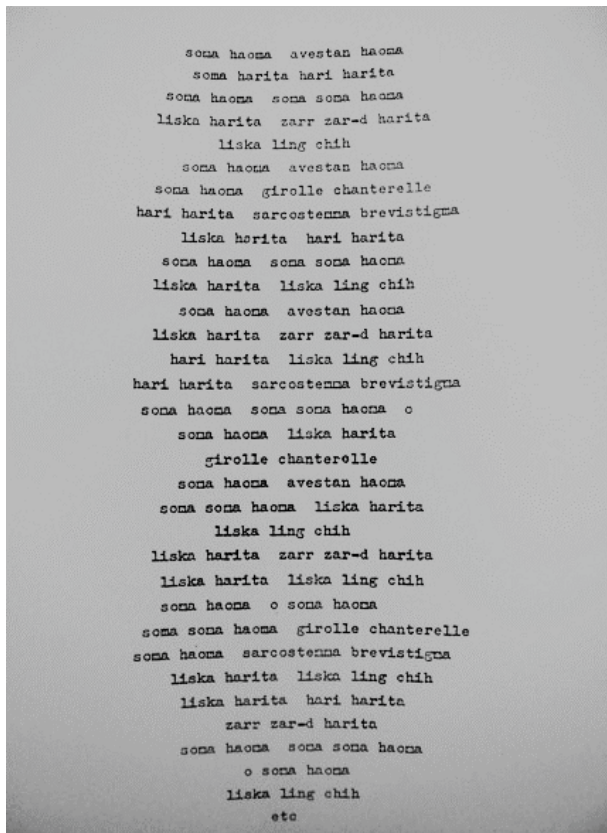 soma haoma avestan haoma
soma harita hari harita
soma haoma soma soma haoma
liska harita zarr zar-d harita
liska ling chih
soma haoma avestan haoma
soma haoma girolle chanterelle
hari harita sarcostemma brevistigma
liska harita hari harita
soma haoma soma soma haoma
liska harita liska ling chih
soma haoma avestan haoma
liska harita zarr zar-d harita
hari harita liska ling chih
hari harita sarcostemma brevistigma
soma haoma soma soma haoma o
soma haoma liska harita
girolle chanterelle
soma haoma avestan haoma
soma soma haoma liska harita
liska ling chih
liska harita zarr zar-d harita
liska harita liska ling chih
soma haoma o soma haoma
soma soma haoma girolle chanterelle
soma haoma sarcostemma brevistigma
liska harita liska ling chih
liska harita hari harita
zarr zar-d harita
soma haoma soma soma haoma
o soma haoma
liska ling chih
etc